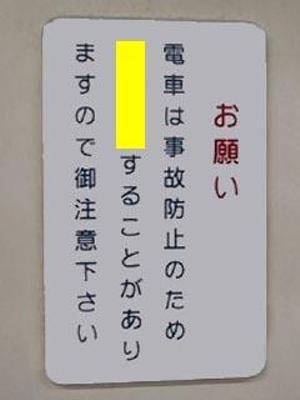 お願い
電車は事故防止のため
することがあり
ますので御注意下さい